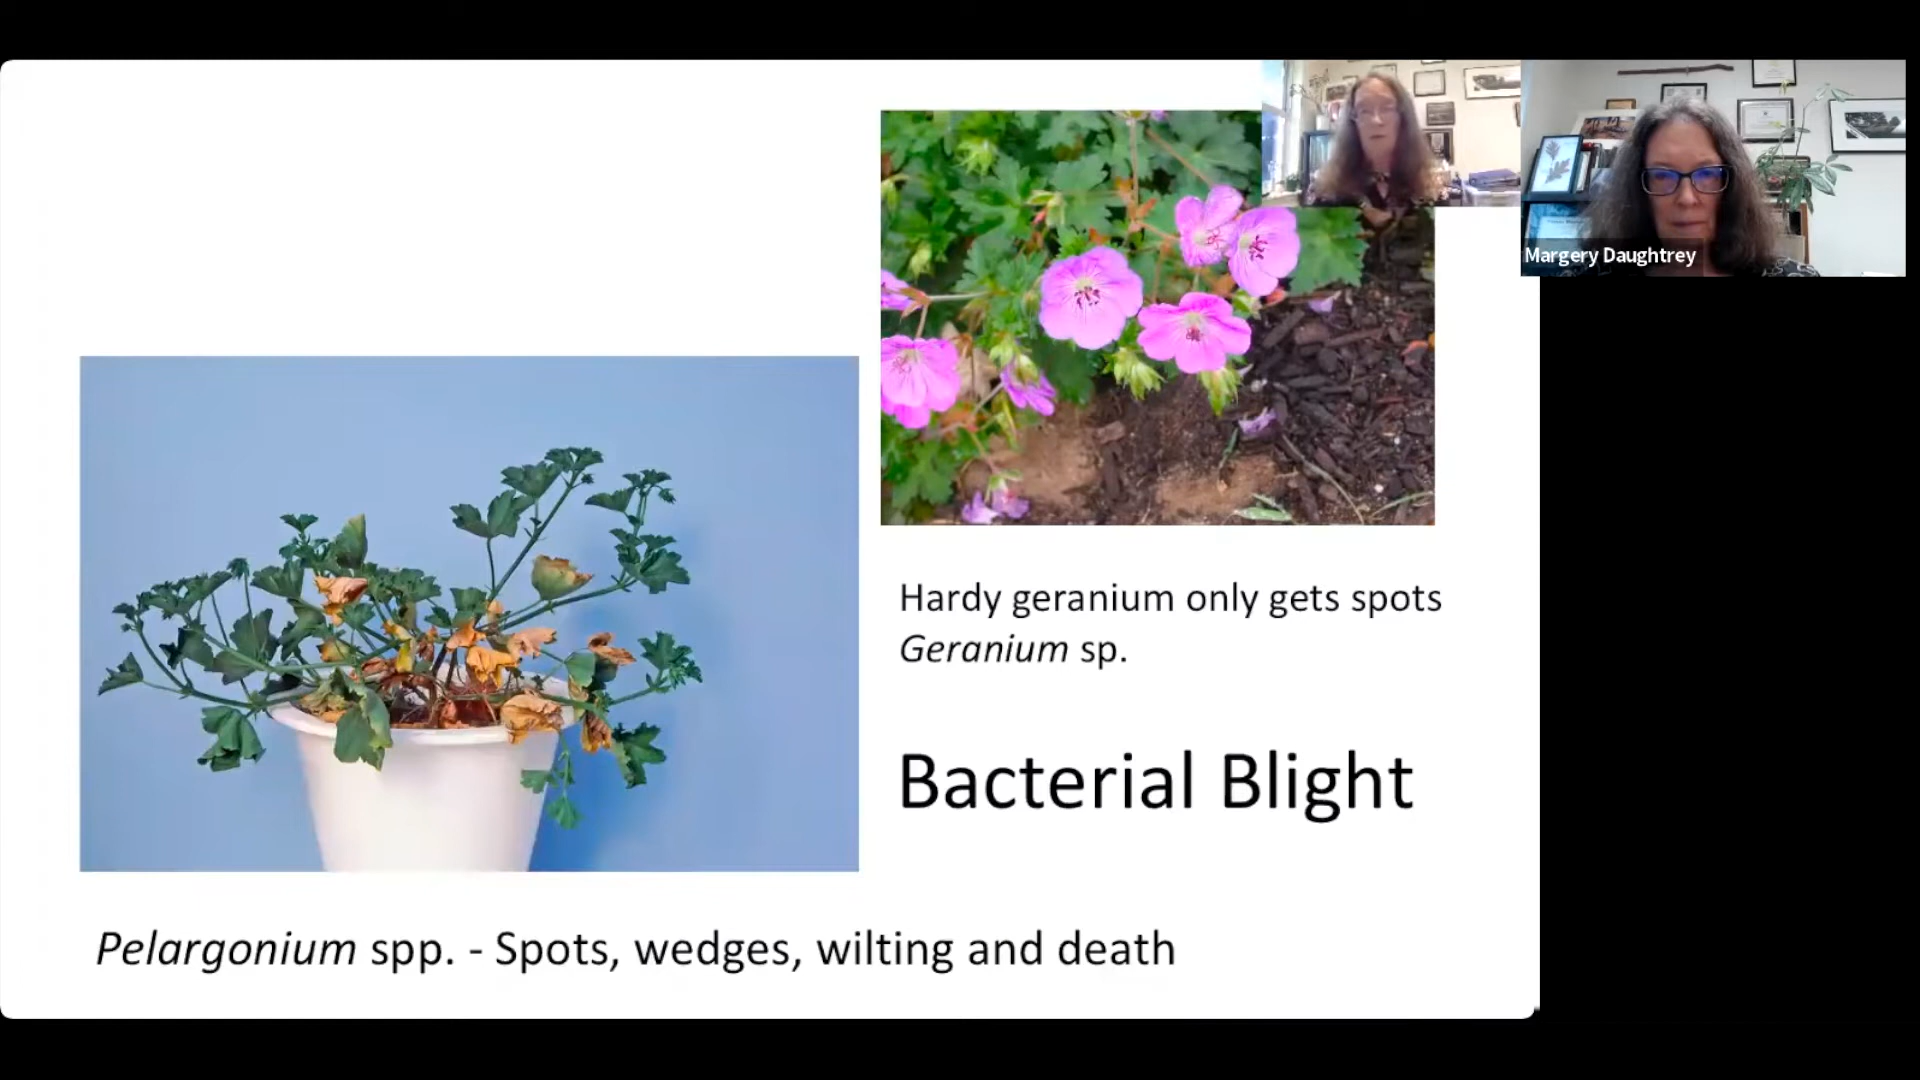 Margery Daughtrey
Hardy geranium only gets spots
Geranium sp.
Bacterial Blight
Pelargonium spp. - Spots, wedges, wilting and death